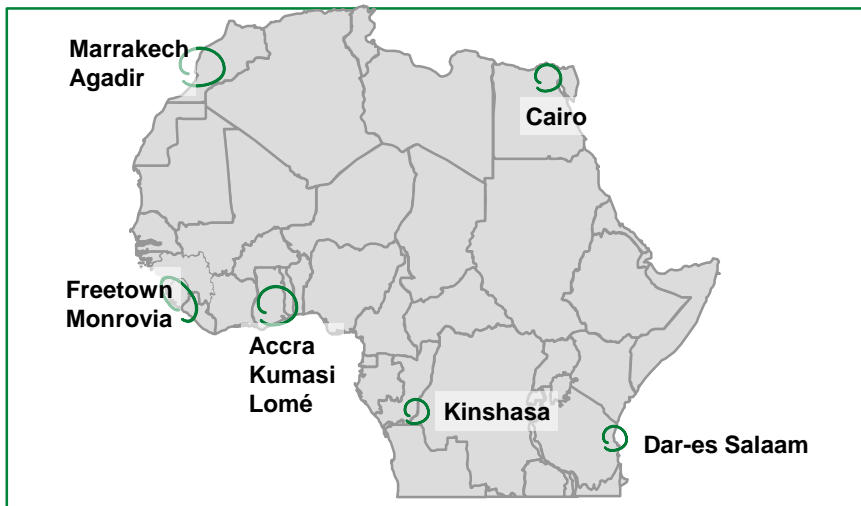 Marrakech
Agadir
Cairo
Freetown
Monrovia
Accra
Kumasi
Lomé
Kinshasa
Dar-es Salaam